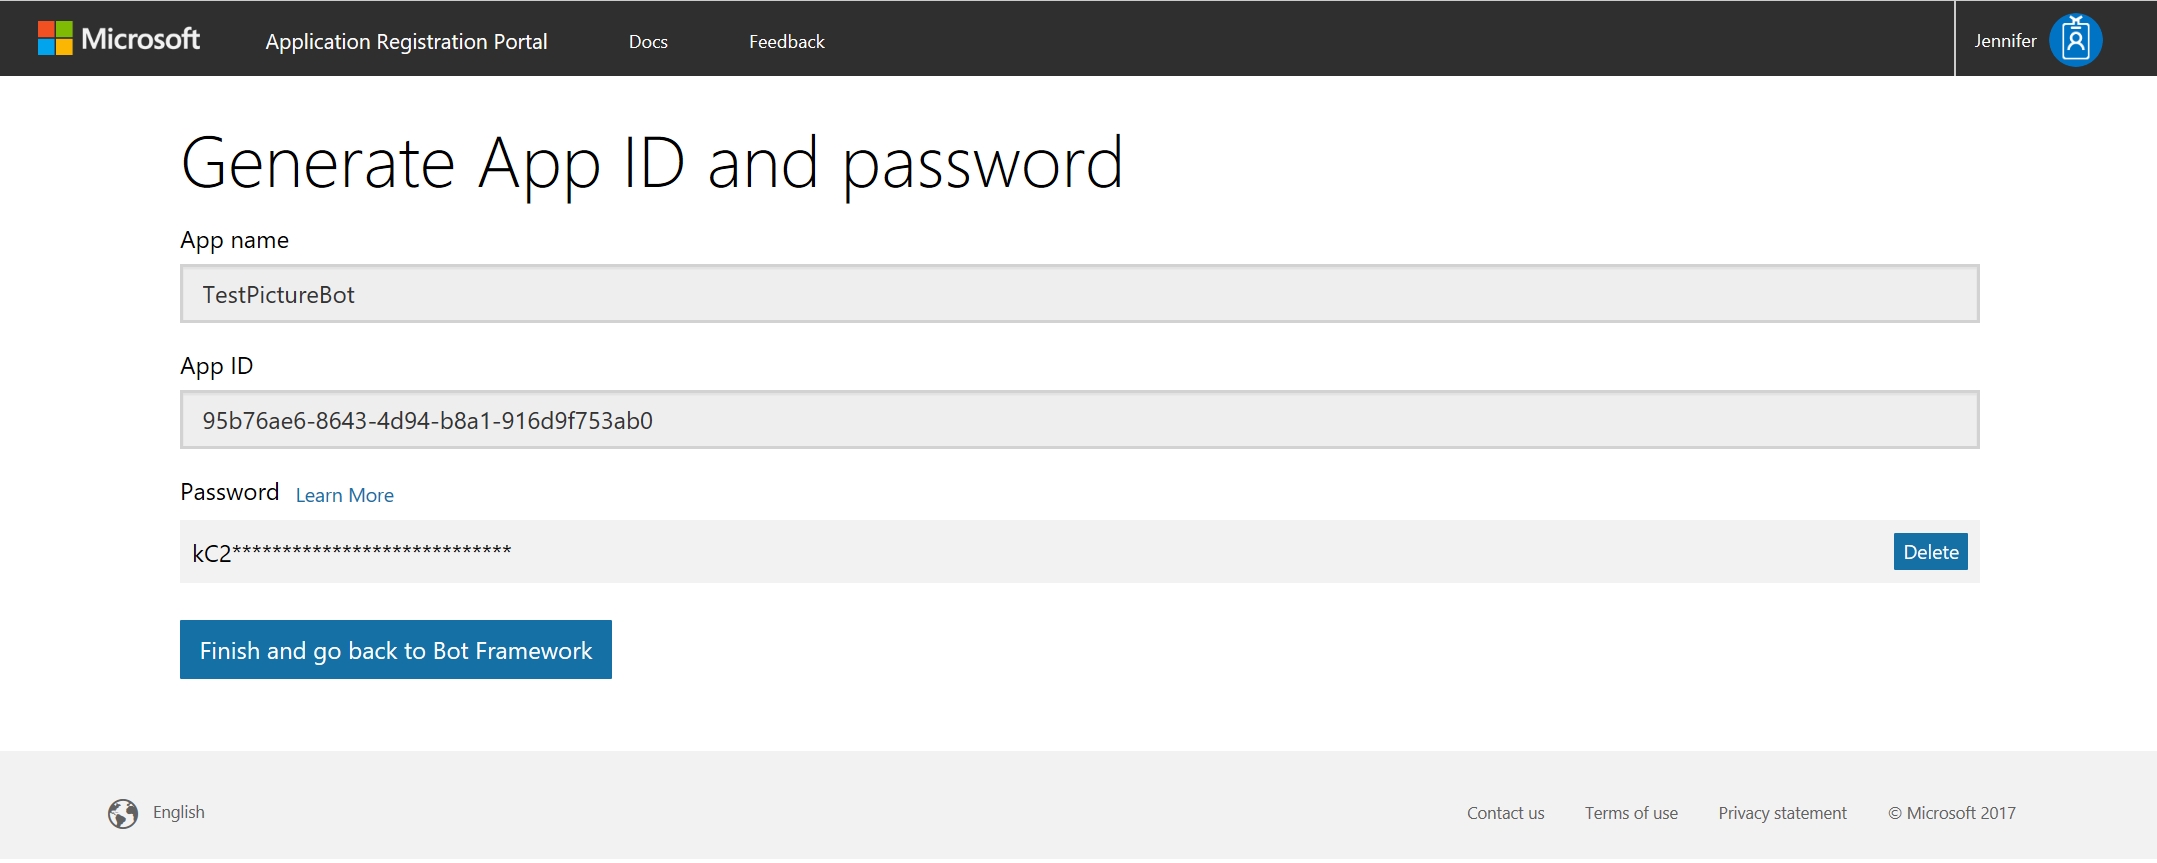 Microsoft Application Registration Portal Docs Feedback Jennifer
Generate App ID and password
App name
TestPictureBot
App ID
95b76ae6-8643-4d94-b8a1-916d9f753ab0
Password Learn More
kC2**************************** Delete
Finish and go back to Bot Framework
English Contact us Terms of use Privacy statement © Microsoft 2017